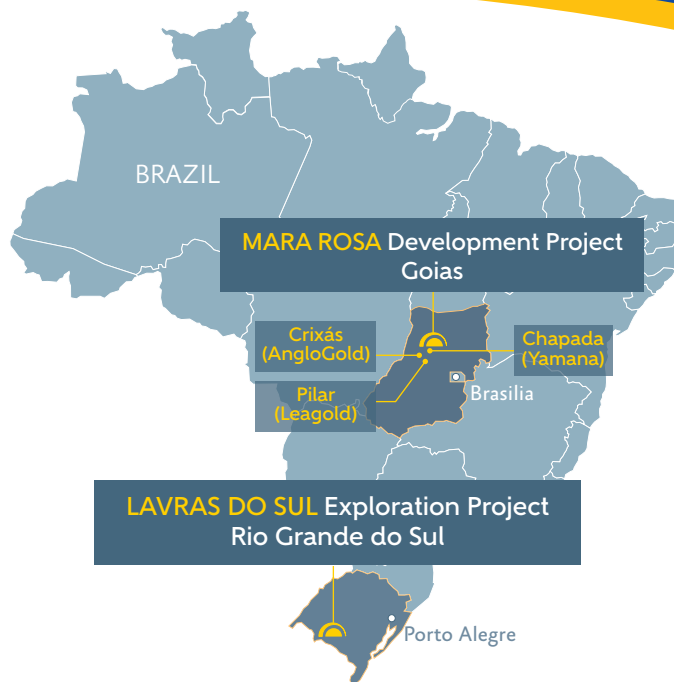 BRAZIL
MARA ROSA Development Project
Goias
Crixás
(AngloGold)
Chapada
(Yamana)
Pilar
(Leagold)
Brasilia
LAVRAS DO SUL Exploration Project
Rio Grande do Sul
Porto Alegre